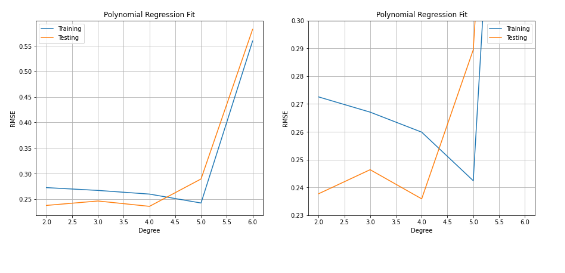 Polynomial Regression Fit
Training
Testing
0.55
0.50
0.45
0.40
0.35
0.30
0.25
RMSE
2.0 2.5 3.0 3.5 4.0 4.5 5.0 5.5 6.0
Degree
Polynomial Regression Fit
Training
Testing
0.30
0.29
0.28
0.27
0.26
0.25
0.24
0.23
RMSE
2.0 2.5 3.0 3.5 4.0 4.5 5.0 5.5 6.0
Degree